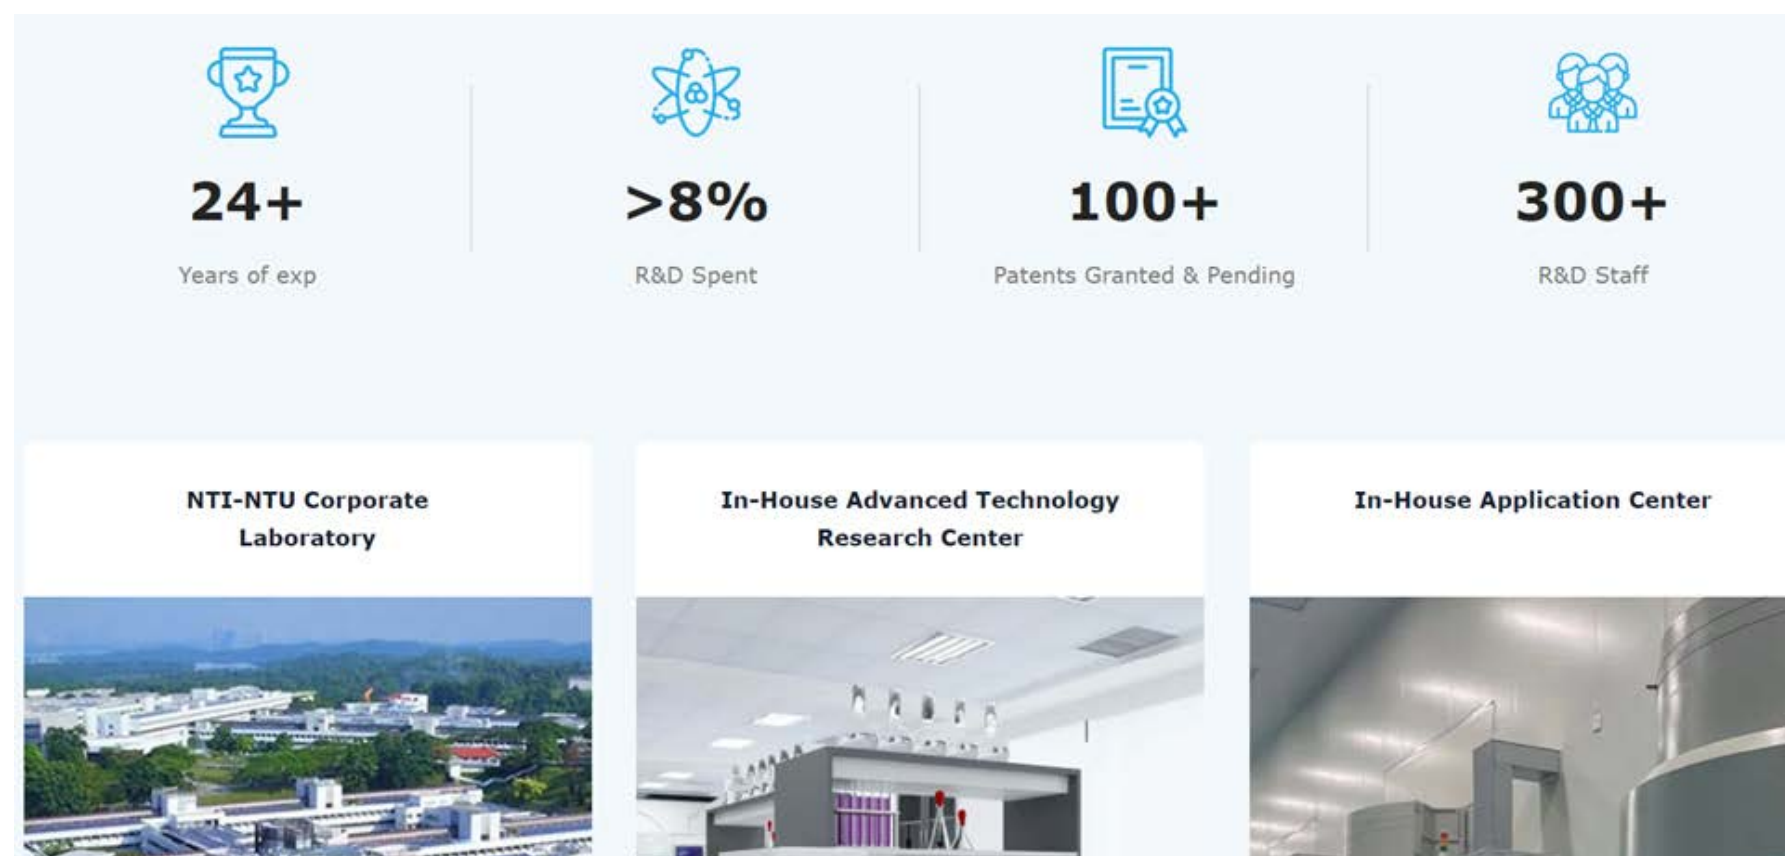 24+
>8%
100+
300+
Years of exp
R&D Spent
Patents Granted & Pending
R&D Staff
NTI-NTU Corporate
Laboratory
In-House Advanced Technology
Research Center
In-House Application Center